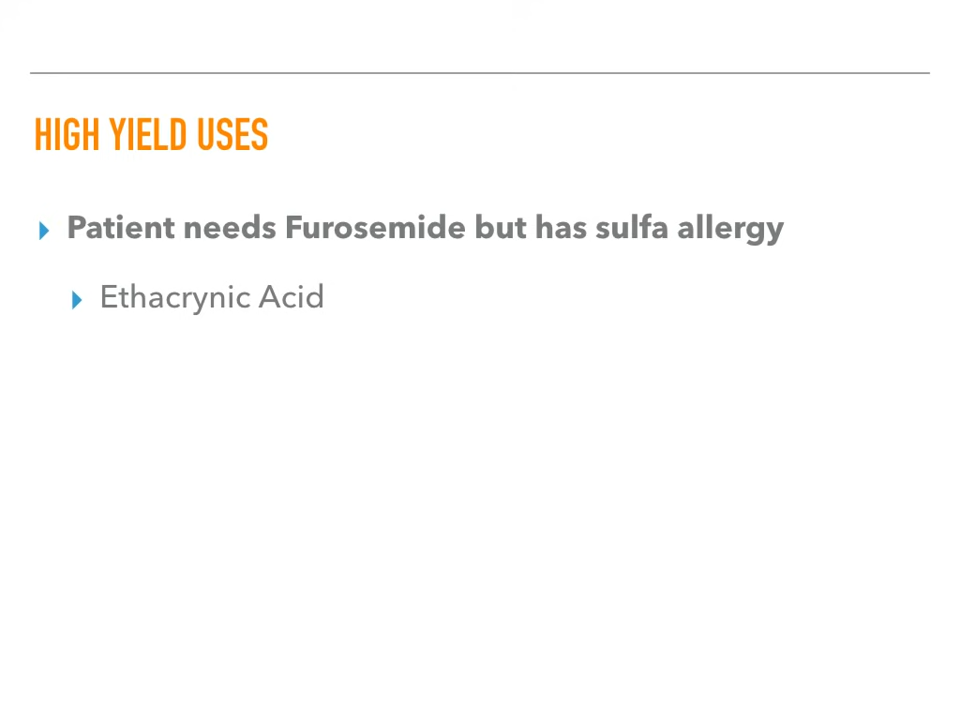 HIGH YIELD USES
Patient needs Furosemide but has sulfa allergy
Ethacrynic Acid